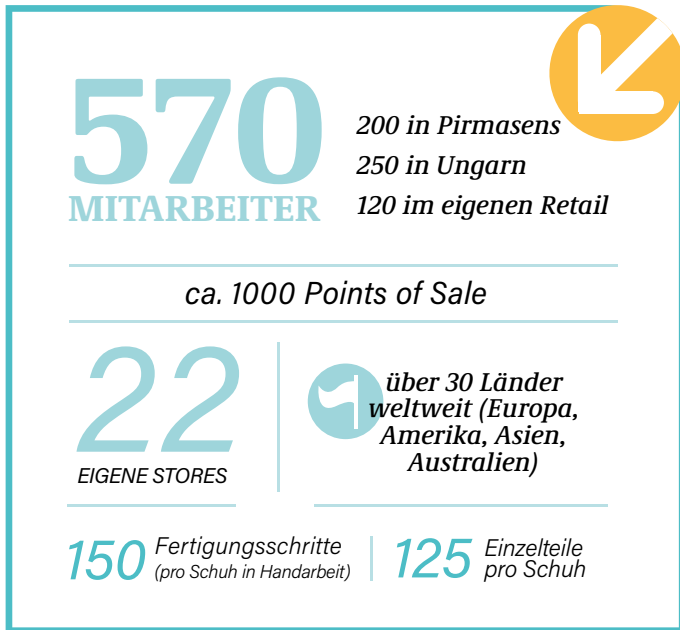 570
MITARBEITER
200 in Pirmasens
250 in Ungarn
120 im eigenen Retail
ca. 1000 Points of Sale
22
EIGENE STORES
über 30 Länder
weltweit (Europa,
Amerika, Asien,
Australien)
150 Fertigungsschritte
(pro Schuh in Handarbeit)
125 Einzelteile
pro Schuh